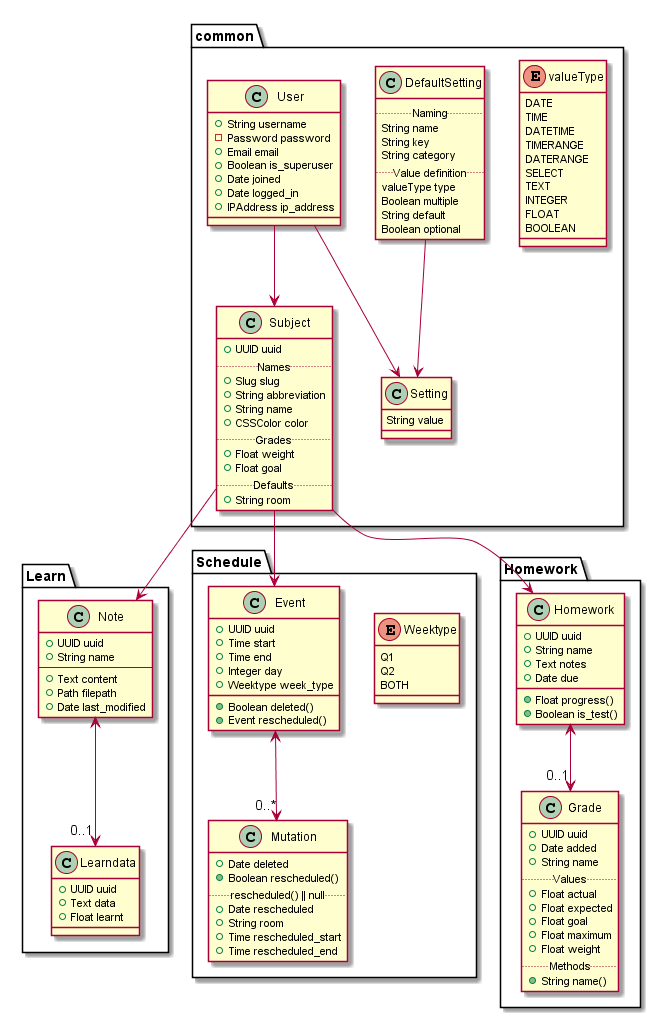 common
C User
String username
Password password
Email email
Boolean is_superuser
Date joined
Date logged_in
IPAddress ip_address
C DefaultSetting
Naming
String name
String key
String category
Value definition
valueType type
Boolean multiple
String default
Boolean optional
E valueType
DATE
TIME
DATETIME
TIMERANGE
DATERANGE
SELECT
TEXT
INTEGER
FLOAT
BOOLEAN
C Subject
UUID uuid
Names
Slug slug
String abbreviation
String name
CSSColor color
Grades
Float weight
Float goal
Defaults
String room
C Setting
String value
Learn
C Note
UUID uuid
String name
Text content
Path filepath
Date last_modified
0..1
C Learndata
UUID uuid
Text data
Float learnt
Schedule
C Event
UUID uuid
Time start
Time end
Integer day
Weektype week_type
Boolean deleted()
Event rescheduled()
E Weektype
Q1
Q2
BOTH
0..*
C Mutation
Date deleted
Boolean rescheduled()
rescheduled() || null
Date rescheduled
String room
Time rescheduled_start
Time rescheduled_end
Homework
C Homework
UUID uuid
String name
Text notes
Date due
Float progress()
Boolean is_test()
0..1
C Grade
UUID uuid
Date added
String name
Values
Float actual
Float expected
Float goal
Float maximum
Float weight
Methods
String name()